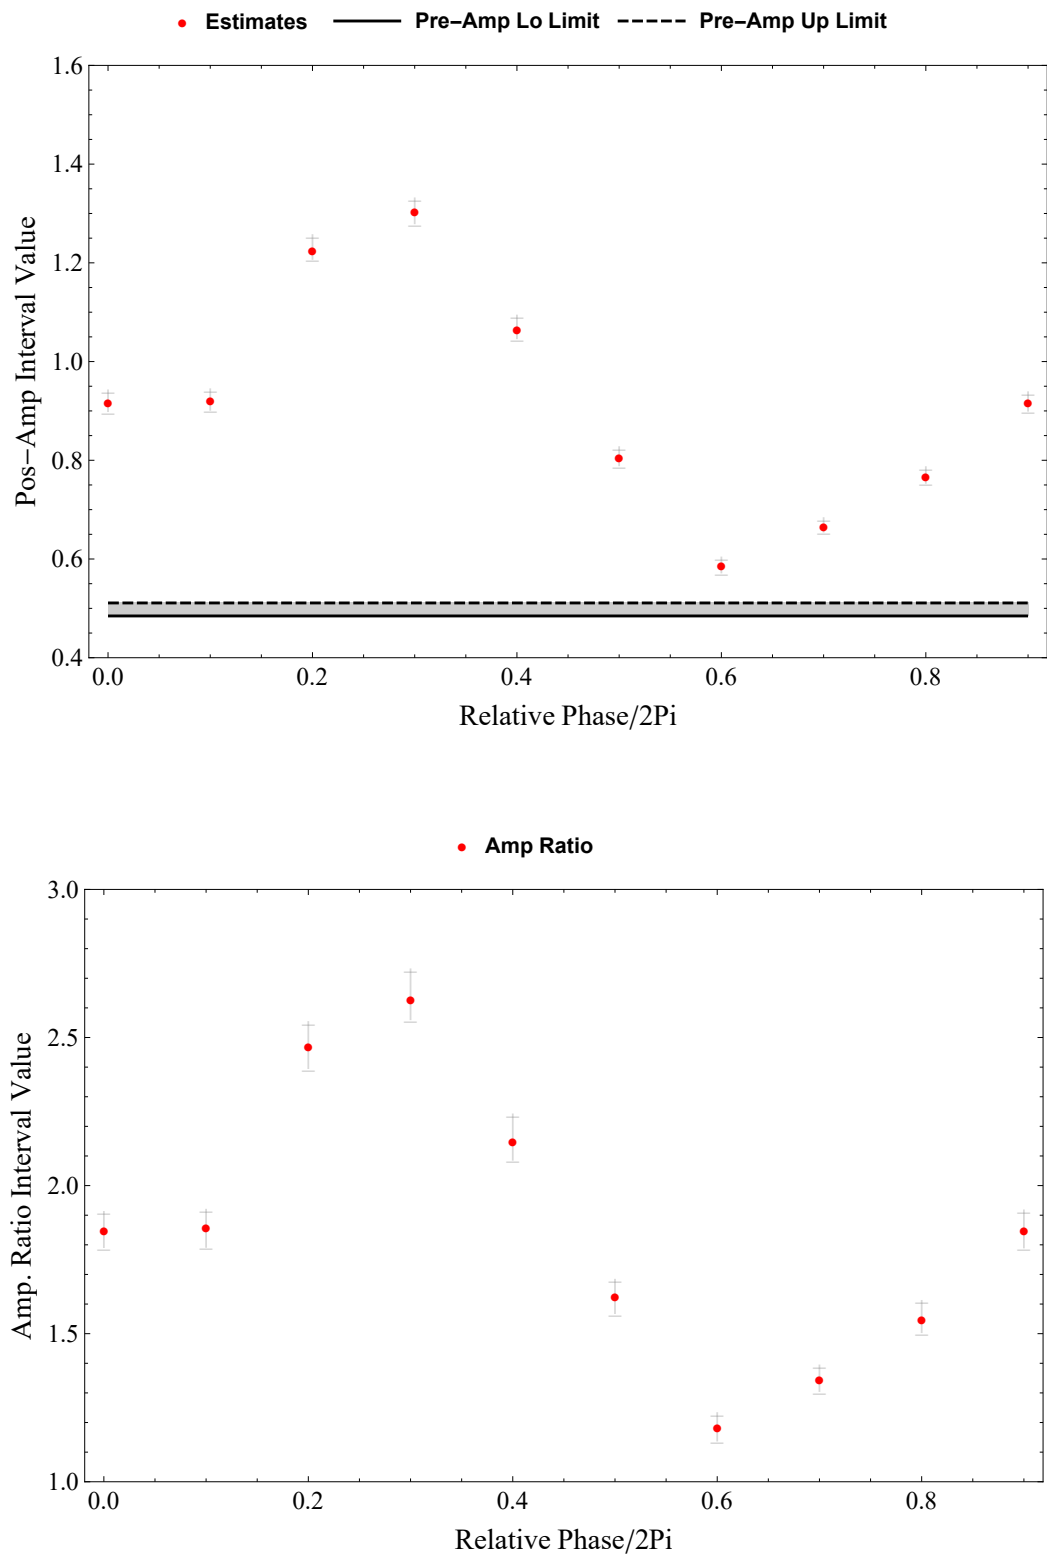 Estimates Pre-Amp Lo Limit Pre-Amp Up Limit
1.6
1.4
1.2
1.0
0.8
0.6
0.4
Pos-Amp Interval Value
0.0 0.2 0.4 0.6 0.8
Relative Phase/2Pi
Amp Ratio
3.0
2.5
2.0
1.5
1.0
Amp. Ratio Interval Value
0.0 0.2 0.4 0.6 0.8
Relative Phase/2Pi